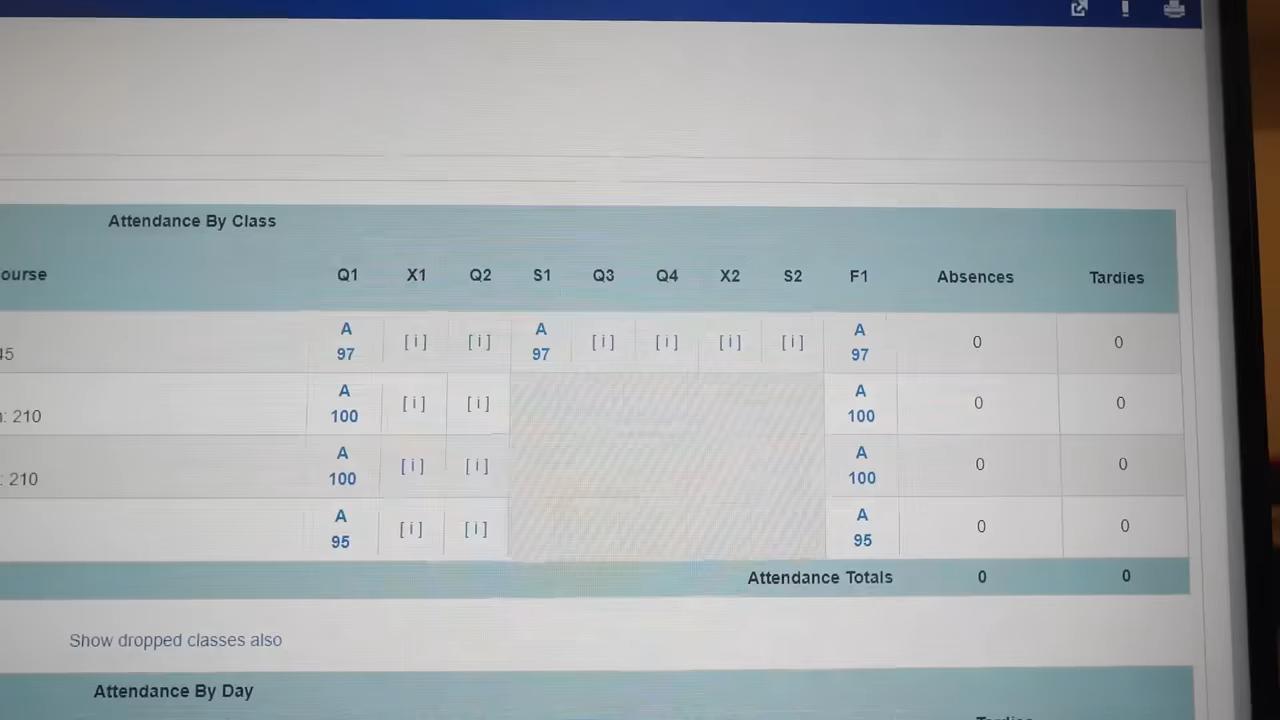 Attendance By Class
ourse Q1 X1 Q2 S1 Q3 Q4 X2 S2 F1 Absences Tardies
A A A
45 97 [ i ] [ i ] 97 [ i ] [ i ] [ i ] [ i ] 97 0 0
A A
: 210 100 [ i ] [ i ] 100 0 0
A A
: 210 100 [ i ] [ i ] 100 0 0
A A
95 [ i ] [ i ] 95 0 0
Attendance Totals 0 0
Show dropped classes also
Attendance By Day
Tardies